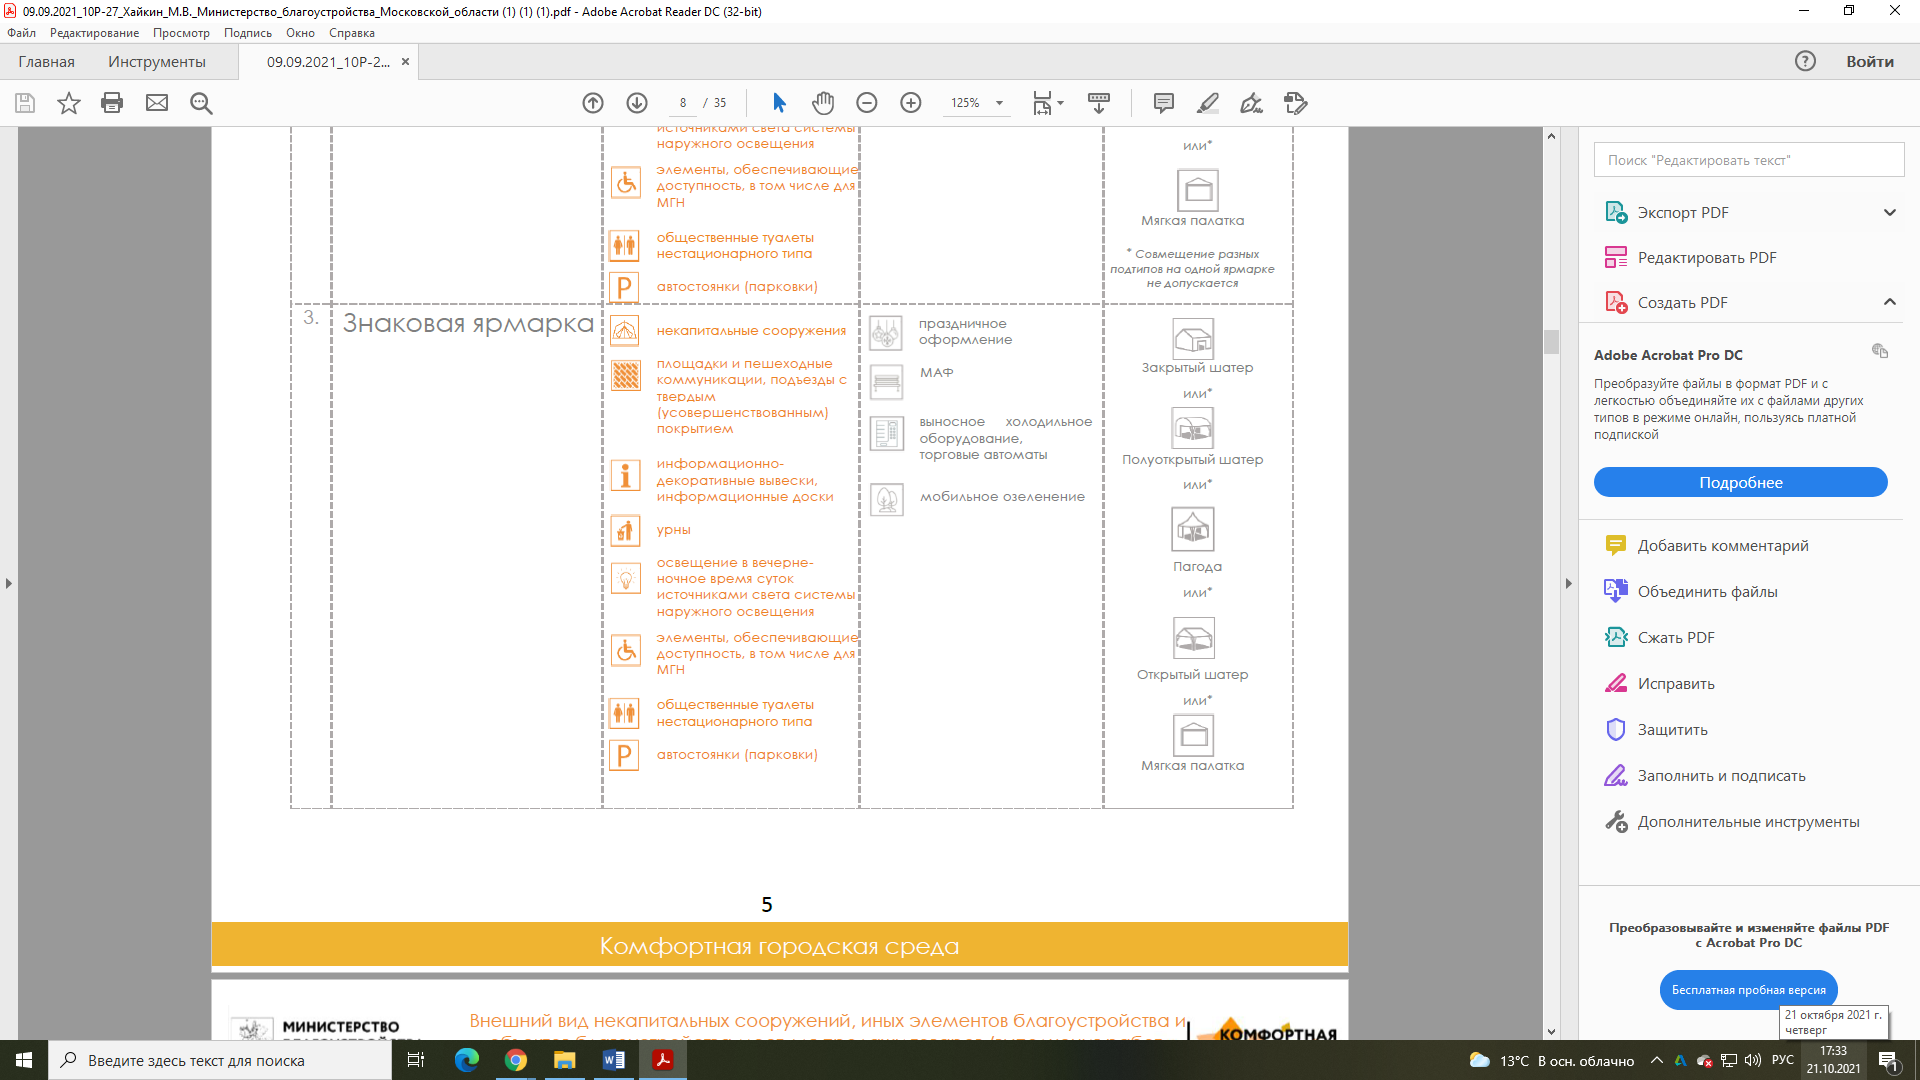 09.09.2021_10Р-27_Хайкин_М.В._Министерство_благоустройства_Московской_области (1) (1) (1).pdf - Adobe Acrobat Reader DC (32-bit)
Файл Редактирование Просмотр Подпись Окно Справка
Главная Инструменты 09.09.2021_10Р-2... × Войти
8 / 35 125%
источниками света системы
наружного освещения
элементы, обеспечивающие
доступность, в том числе для
МГН
общественные туалеты
нестационарного типа
P автостоянки (парковки)
или*
Мягкая палатка
* Совмещение разных
подтипов на одной ярмарке
не допускается
3. Знаковая ярмарка
некапитальные сооружения
площадки и пешеходные
коммуникации, подъезды с
твердым
(усовершенствованным)
покрытием
информационно-
декоративные вывески,
информационные доски
урны
освещение в вечерне-
ночное время суток
источниками света системы
наружного освещения
элементы, обеспечивающие
доступность, в том числе для
МГН
общественные туалеты
нестационарного типа
P автостоянки (парковки)
праздничное
оформление
МАФ
выносное холодильное
оборудование,
торговые автоматы
мобильное озеленение
Закрытый шатер
или*
Полуоткрытый шатер
или*
Пагода
или*
Открытый шатер
или*
Мягкая палатка
5
Комфортная городская среда
МИНИСТЕРСТВО
Внешний вид некапитальных сооружений, иных элементов благоустройства и
КОМФОРТНАЯ
Поиск "Редактировать текст"
Экспорт PDF
Редактировать PDF
Создать PDF
Adobe Acrobat Pro DC
Преобразуйте файлы в формат PDF и с
легкостью объединяйте их с файлами других
типов в режиме онлайн, пользуясь платной
подпиской
Подробнее
Добавить комментарий
Объединить файлы
Сжать PDF
Исправить
Защитить
Заполнить и подписать
Дополнительные инструменты
Преобразовывайте и изменяйте файлы PDF
с Acrobat Pro DC
Бесплатная пробная версия
21 октября 2021 г.
четверг
Введите здесь текст для поиска
13°C В осн. облачно
РУС
17:33
21.10.2021
1